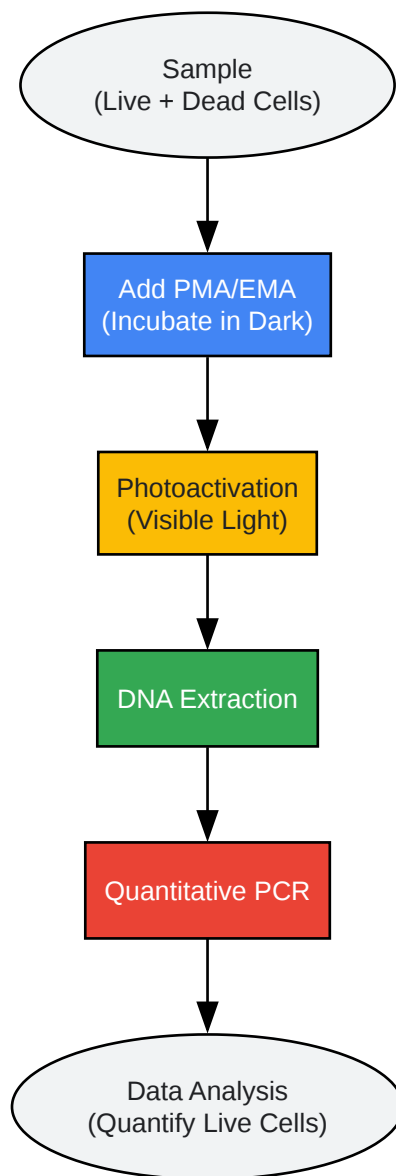 Sample
(Live + Dead Cells)
Add PMA/EMA
(Incubate in Dark)
Photoactivation
(Visible Light)
DNA Extraction
Quantitative PCR
Data Analysis
(Quantify Live Cells)